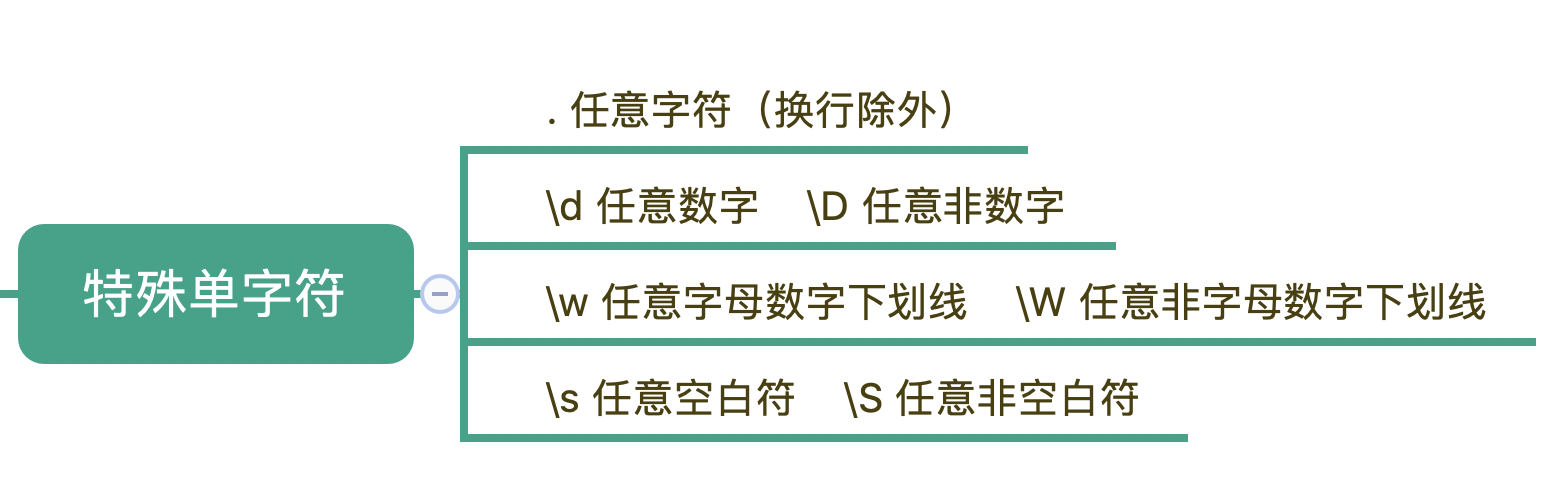 . 任意字符（换行除外）
\d 任意数字 \D 任意非数字
特殊单字符
\w 任意字母数字下划线 \W 任意非字母数字下划线
\s 任意空白符 \S 任意非空白符